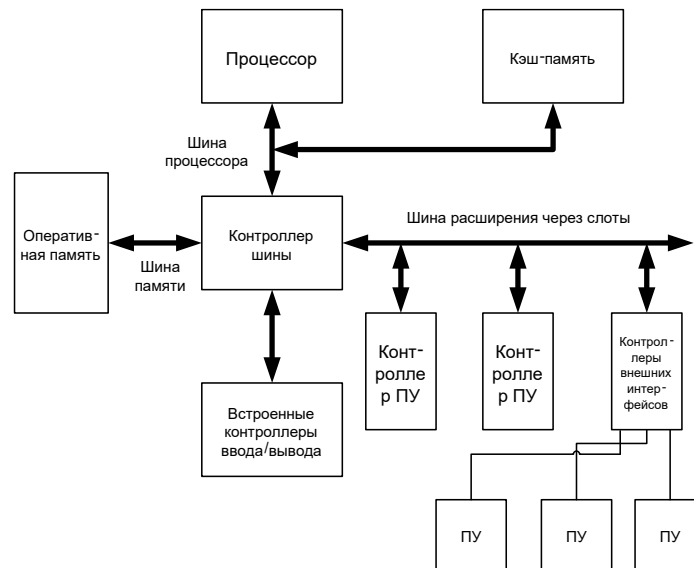 Процессор
Кэш-память
Шина
процессора
Оператив-
ная память
Шина
памяти
Контроллер
шины
Шина расширения через слоты
Конт-
ролле
р ПУ
Конт-
ролле
р ПУ
Контрол-
леры
внешних
интер-
фейсов
Встроенные
контроллеры
ввода/вывода
ПУ
ПУ
ПУ